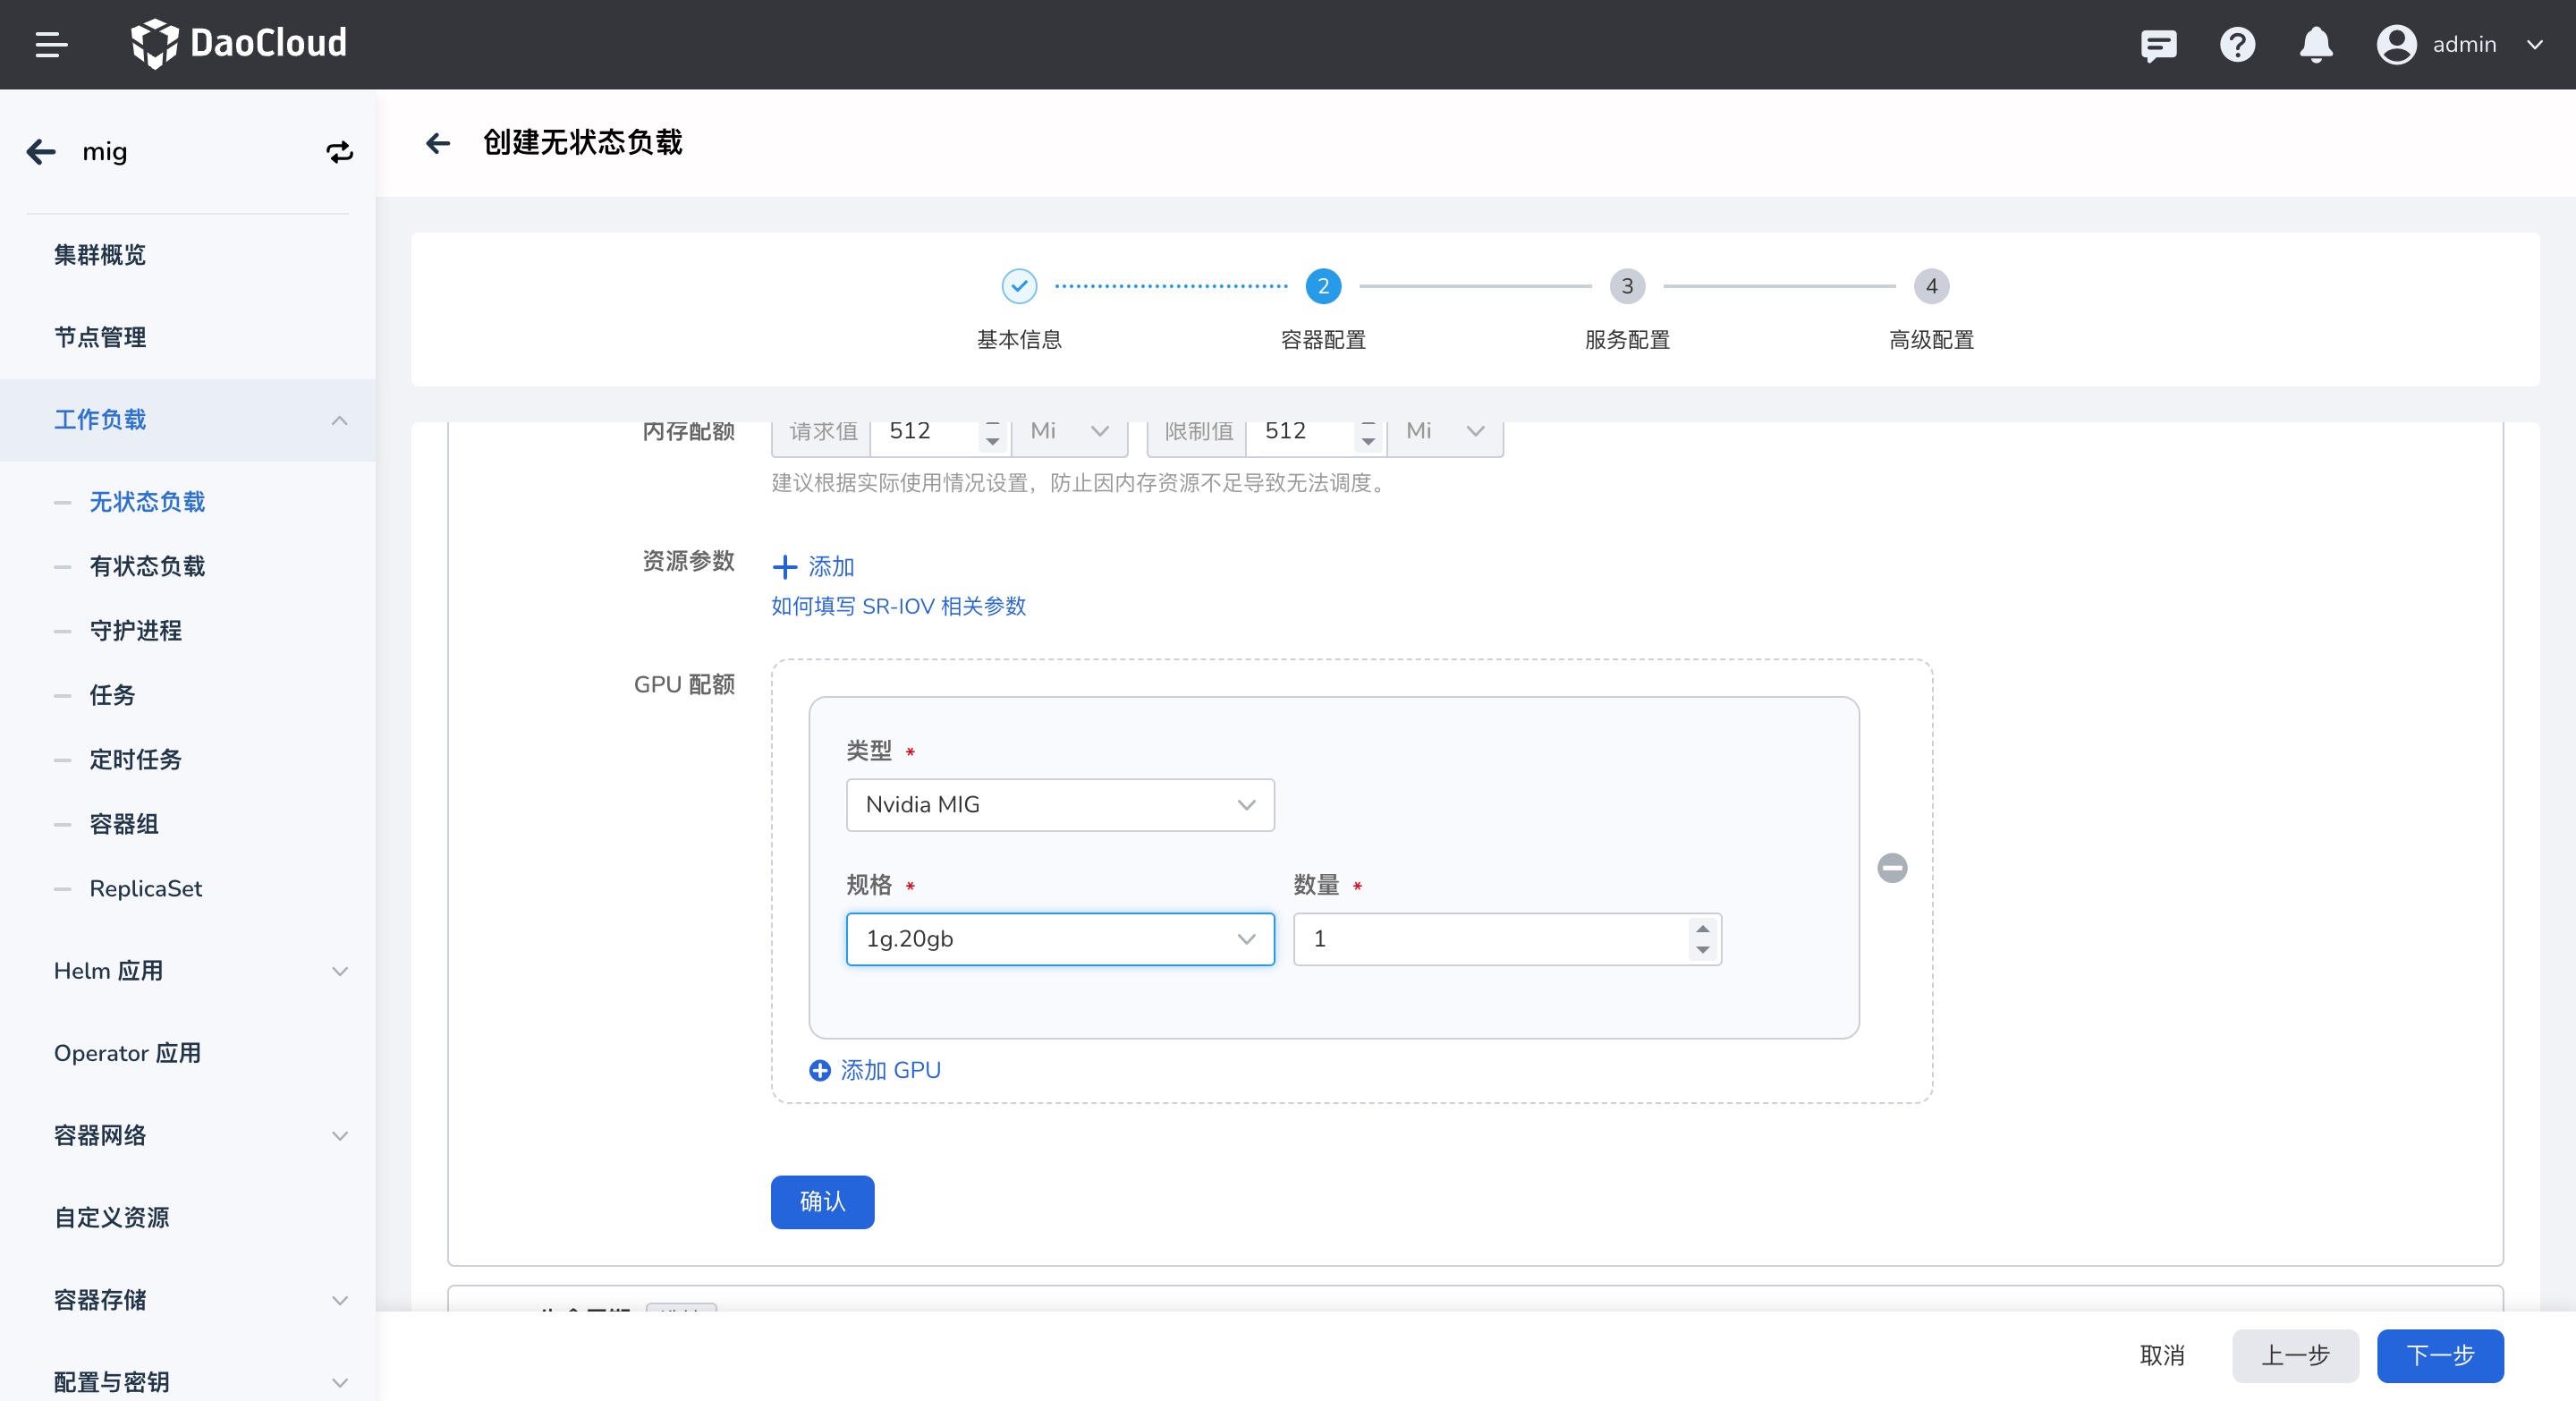 DaoCloud
admin
mig
集群概览
节点管理
工作负载
无状态负载
有状态负载
守护进程
任务
定时任务
容器组
ReplicaSet
Helm 应用
Operator 应用
容器网络
自定义资源
容器存储
配置与密钥
创建无状态负载
2
3
4
基本信息
容器配置
服务配置
高级配置
内存配额 请求值 512 Mi 限制值 512 Mi
建议根据实际使用情况设置，防止因内存资源不足导致无法调度。
资源参数 添加
如何填写 SR-IOV 相关参数
GPU 配额
类型 *
Nvidia MIG
规格 * 数量 *
1g.20gb 1
添加 GPU
确认
取消 上一步 下一步